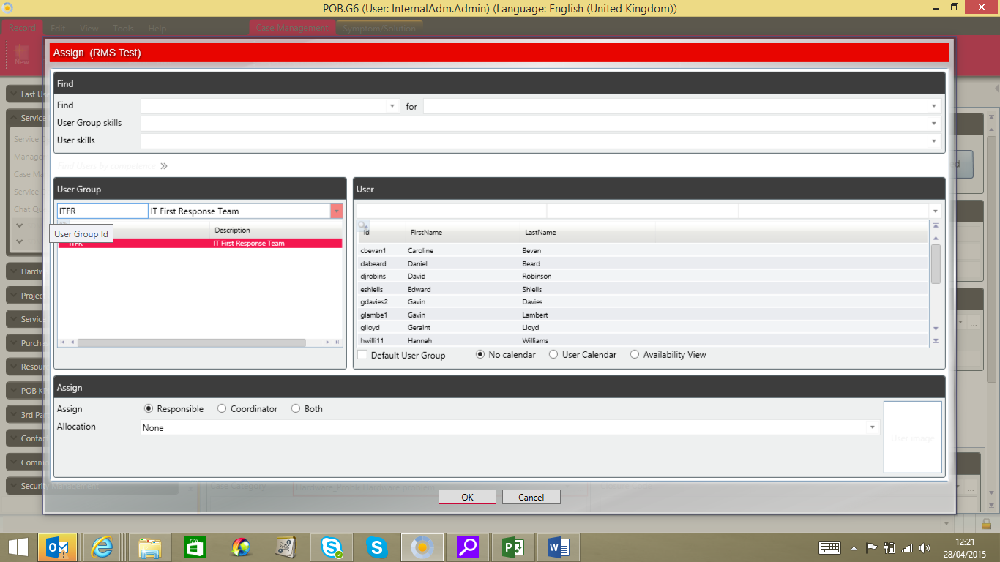 POB.G6 (User: InternalAdm.Admin) (Language: English (United Kingdom))
Record Edit View Tools Help Case Management Symptom/Solution
New
Assign (RMS Test)
Find
Find for
User Group skills
User skills
Find Users by competence
User Group
ITFR IT First Response Team
User Group Id
Description
ITFR IT First Response Team
User
Id FirstName LastName
cbevan1 Caroline Bevan
dabeard Daniel Beard
djrobins David Robinson
eshiells Edward Shiells
gdavies2 Gavin Davies
glambe1 Gavin Lambert
glloyd Geraint Lloyd
hwilli11 Hannah Williams
Default User Group No calendar User Calendar Availability View
Assign
Assign Responsible Coordinator Both
Allocation None
User image
OK Cancel
Last Us
Service
Service
Manage
Case Ma
Service
Chat Qu
Hardw
Projec
Servic
Purcha
Resour
POB K
3rd Pa
Contac
Commo
Security Management
Case Category Hardware_Proble Hardware problem
12:21
28/04/2015